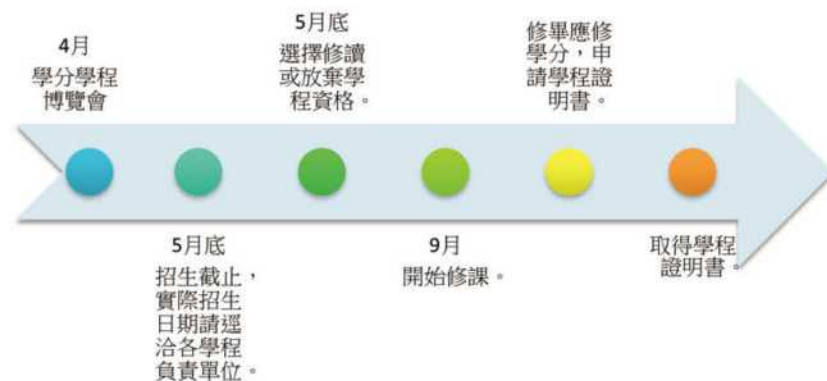 4月
學分學程
博覽會
5月底
招生截止，
實際招生
日期請逕
洽各學程
負責單位。
5月底
選擇修讀
或放棄學
程資格。
9月
開始修課。
修畢應修
學分，申
請學程證
明書。
取得學程
證明書。